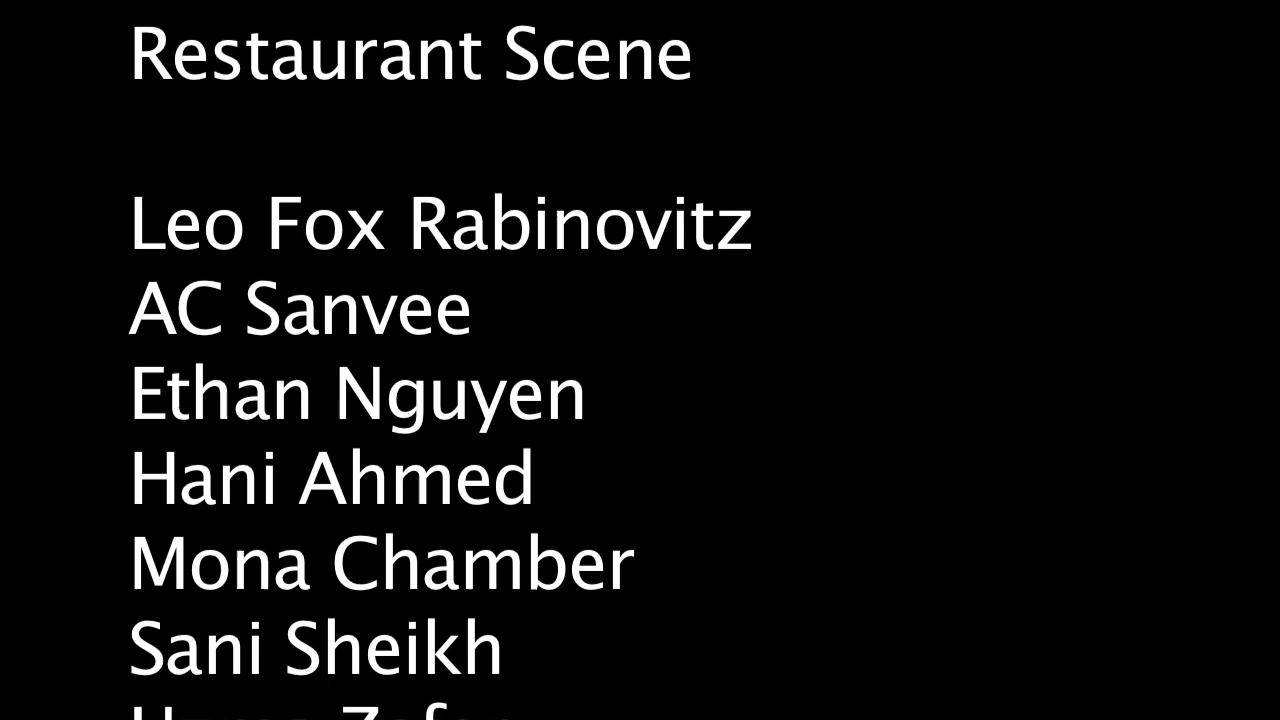 Restaurant Scene
Leo Fox Rabinovitz
AC Sanvee
Ethan Nguyen
Hani Ahmed
Mona Chamber
Sani Sheikh